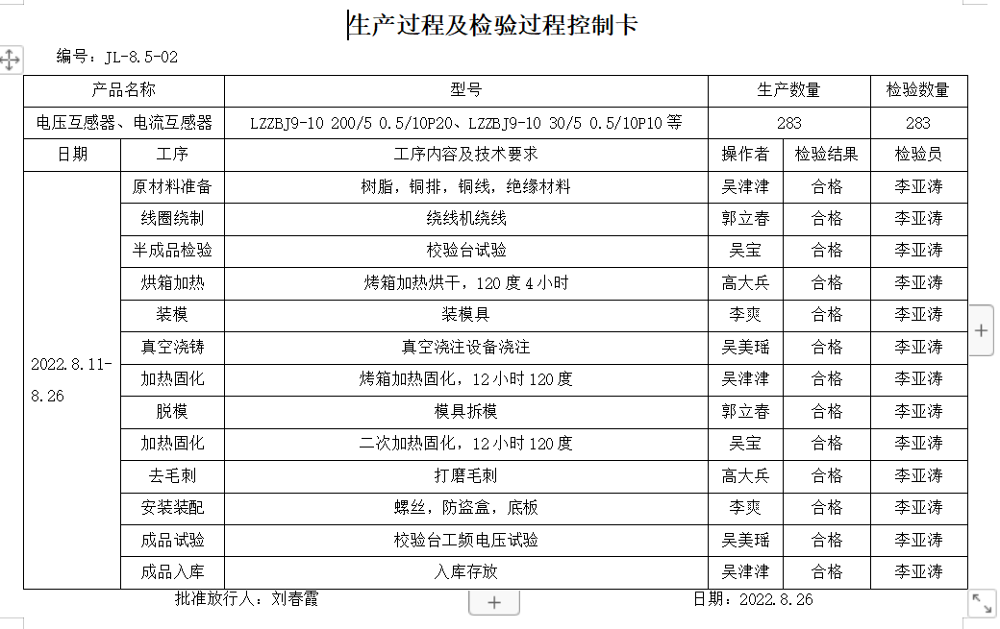 生产过程及检验过程控制卡
编号：JL-8.5-02
产品名称 型号 生产数量 检验数量
电压互感器、电流互感器 LZZBJ9-10 200/5 0.5/10P20、LZZBJ9-10 30/5 0.5/10P10 等 283 283
日期 工序 工序内容及技术要求 操作者 检验结果 检验员
2022.8.11-
8.26
原材料准备 树脂，铜排，铜线，绝缘材料 吴津津 合格 李亚涛
线圈绕制 绕线机绕线 郭立春 合格 李亚涛
半成品检验 校验台试验 吴宝 合格 李亚涛
烘箱加热 烤箱加热烘干，120 度 4 小时 高大兵 合格 李亚涛
装模 装模具 李爽 合格 李亚涛
真空浇铸 真空浇注设备浇注 吴美瑶 合格 李亚涛
加热固化 烤箱加热固化，12 小时 120 度 吴津津 合格 李亚涛
脱模 模具拆模 郭立春 合格 李亚涛
加热固化 二次加热固化，12 小时 120 度 吴宝 合格 李亚涛
去毛刺 打磨毛刺 高大兵 合格 李亚涛
安装装配 螺丝，防盗盒，底板 李爽 合格 李亚涛
成品试验 校验台工频电压试验 吴美瑶 合格 李亚涛
成品入库 入库存放 吴津津 合格 李亚涛
批准放行人：刘春霞 日期：2022.8.26